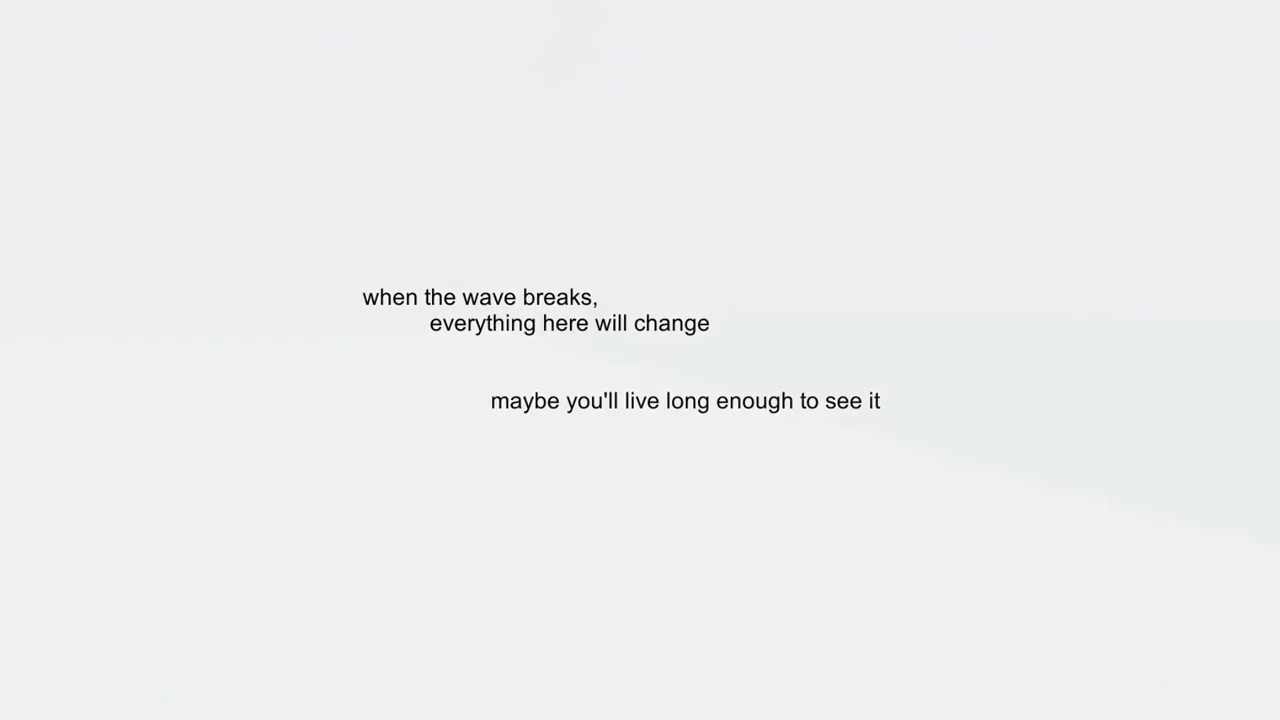 when the wave breaks,
everything here will change
maybe you'll live long enough to see it